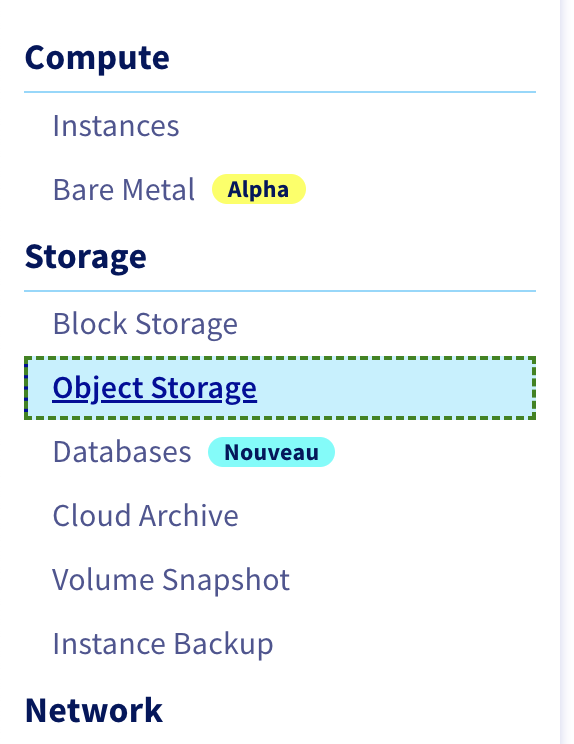 Compute
Instances
Bare Metal Alpha
Storage
Block Storage
Object Storage
Databases Nouveau
Cloud Archive
Volume Snapshot
Instance Backup
Network